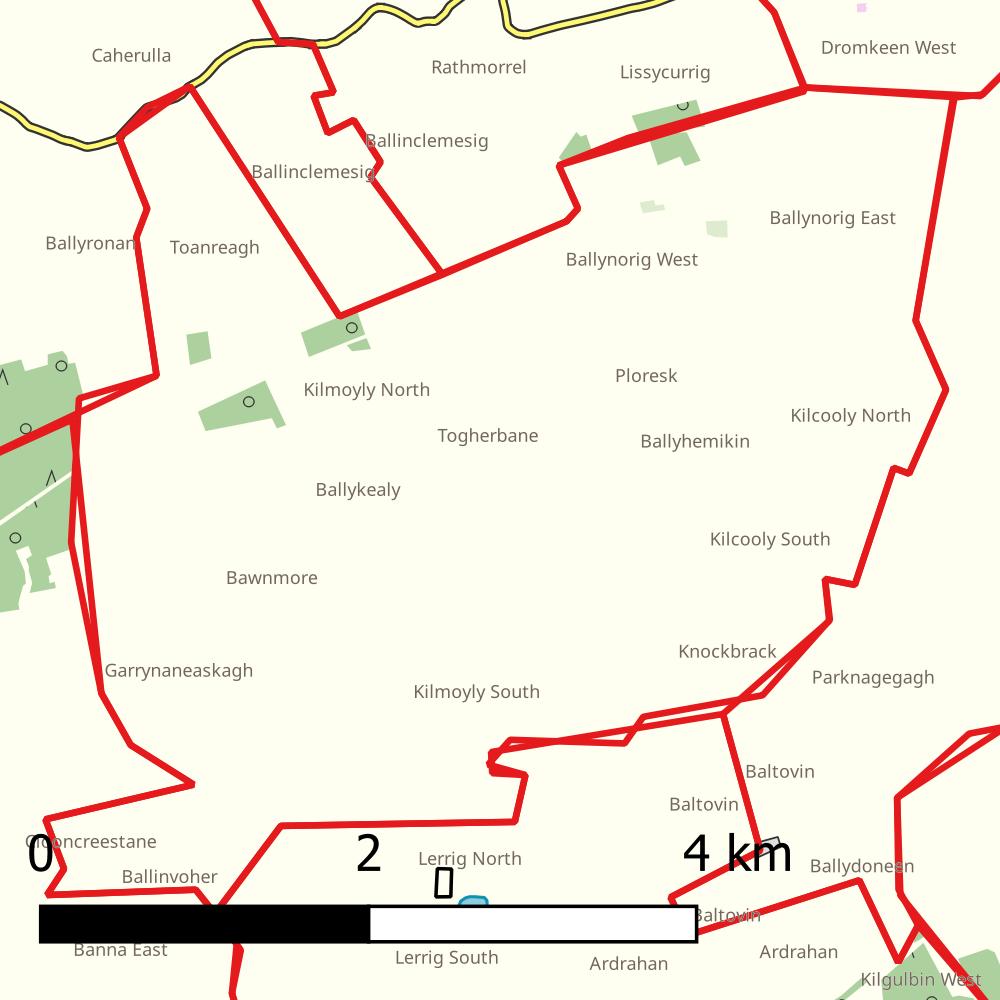 Dromkeen West
Caherulla
Rathmorrel
Lissycurrig
Ballinclemesig
Ballinclemesig
Ballynorig East
Ballyronan
Toanreagh
Ballynorig West
Ploresk
Kilmoyly North
Kilcooly North
Togherbane
Ballyhemikin
Ballykealy
Kilcooly South
Bawnmore
Knockbrack
Garrynaneaskagh
Parknagegagh
Kilmoyly South
Baltovin
Baltovin
Clooncreestane
0
2
4 km
Lerrig North
Ballydoneen
Ballinvoher
Baltovin
Banna East
Ardrahan
Lerrig South
Ardrahan
Kilgulbin West